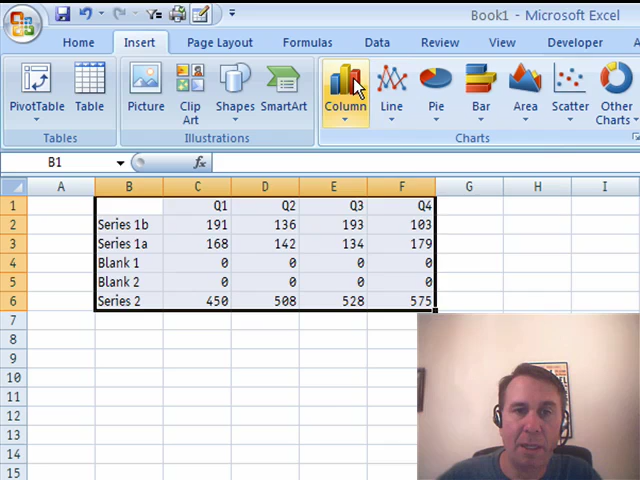 Book1 - Microsoft Excel
Home Insert Page Layout Formulas Data Review View Developer A
PivotTable Table Picture Clip Art Shapes SmartArt Column Line Pie Bar Area Scatter Other Charts
Tables Illustrations Charts
B1 fx
A B C D E F G H I
1 Q1 Q2 Q3 Q4
2 Series 1b 191 136 193 103
3 Series 1a 168 142 134 179
4 Blank 1 0 0 0 0
5 Blank 2 0 0 0 0
6 Series 2 450 508 528 575
7
8
9
10
11
12
13
14
15